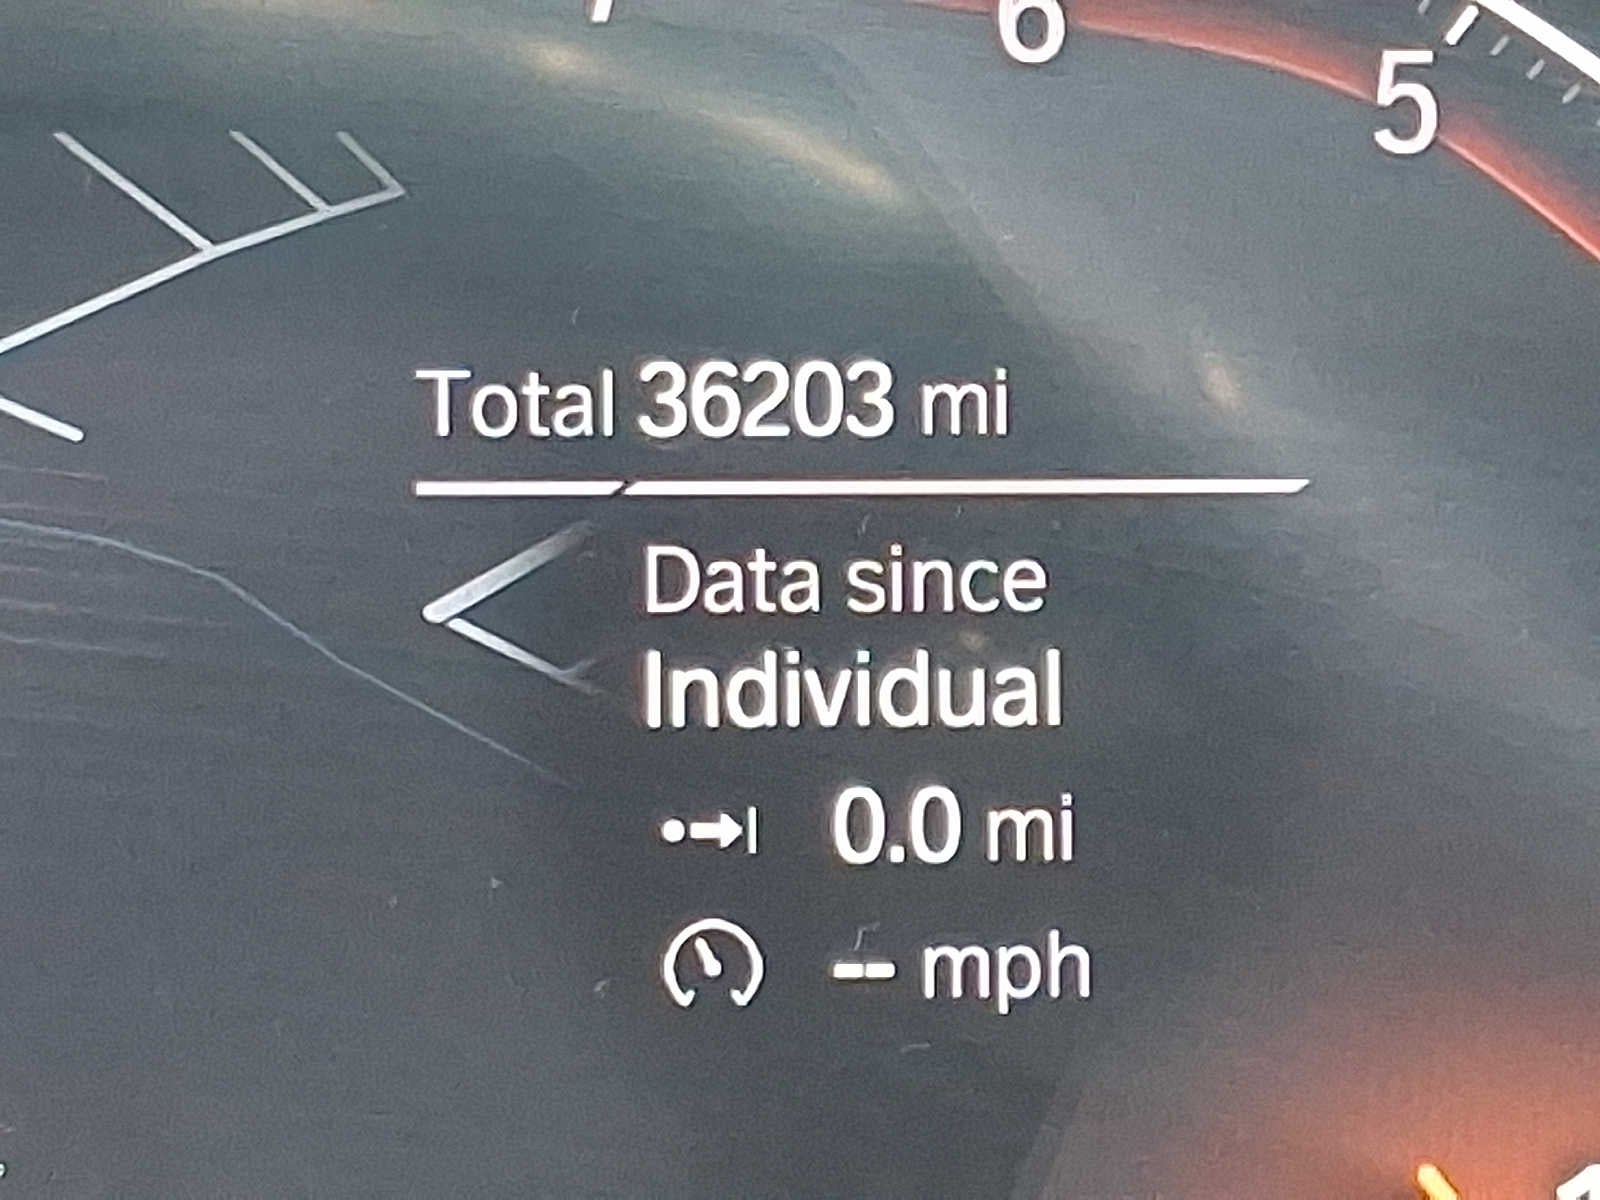 6
5
Total 36203 mi
Data since
Individual
0.0 mi
-- mph